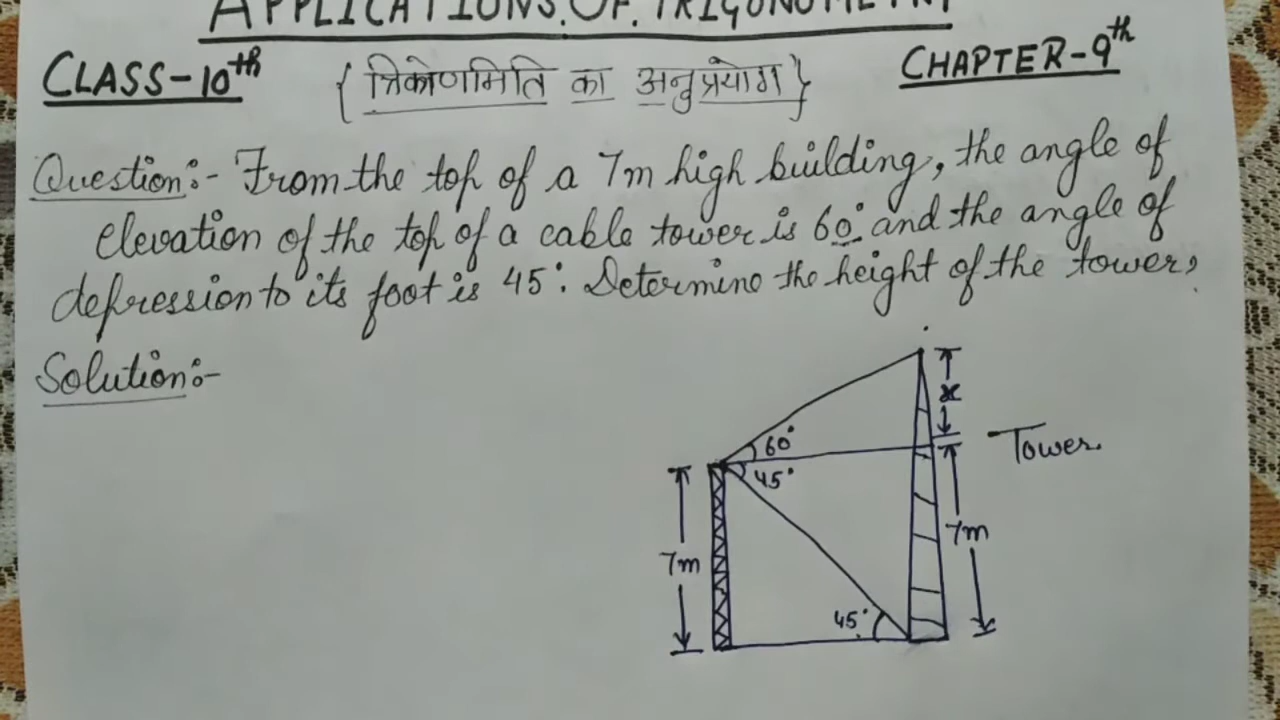 APPLICATIONS.OF.TRIGONOMETRY
CLASS-10th {त्रिकोणमिति का अनुप्रयोग} CHAPTER-9th
Question:- From the top of a 7m high building, the angle of
elevation of the top of a cable tower is 60° and the angle of
depression to its foot is 45°. Determine the height of the tower,
Solution:-
x
60°
Tower.
45°
7m
7m
45°